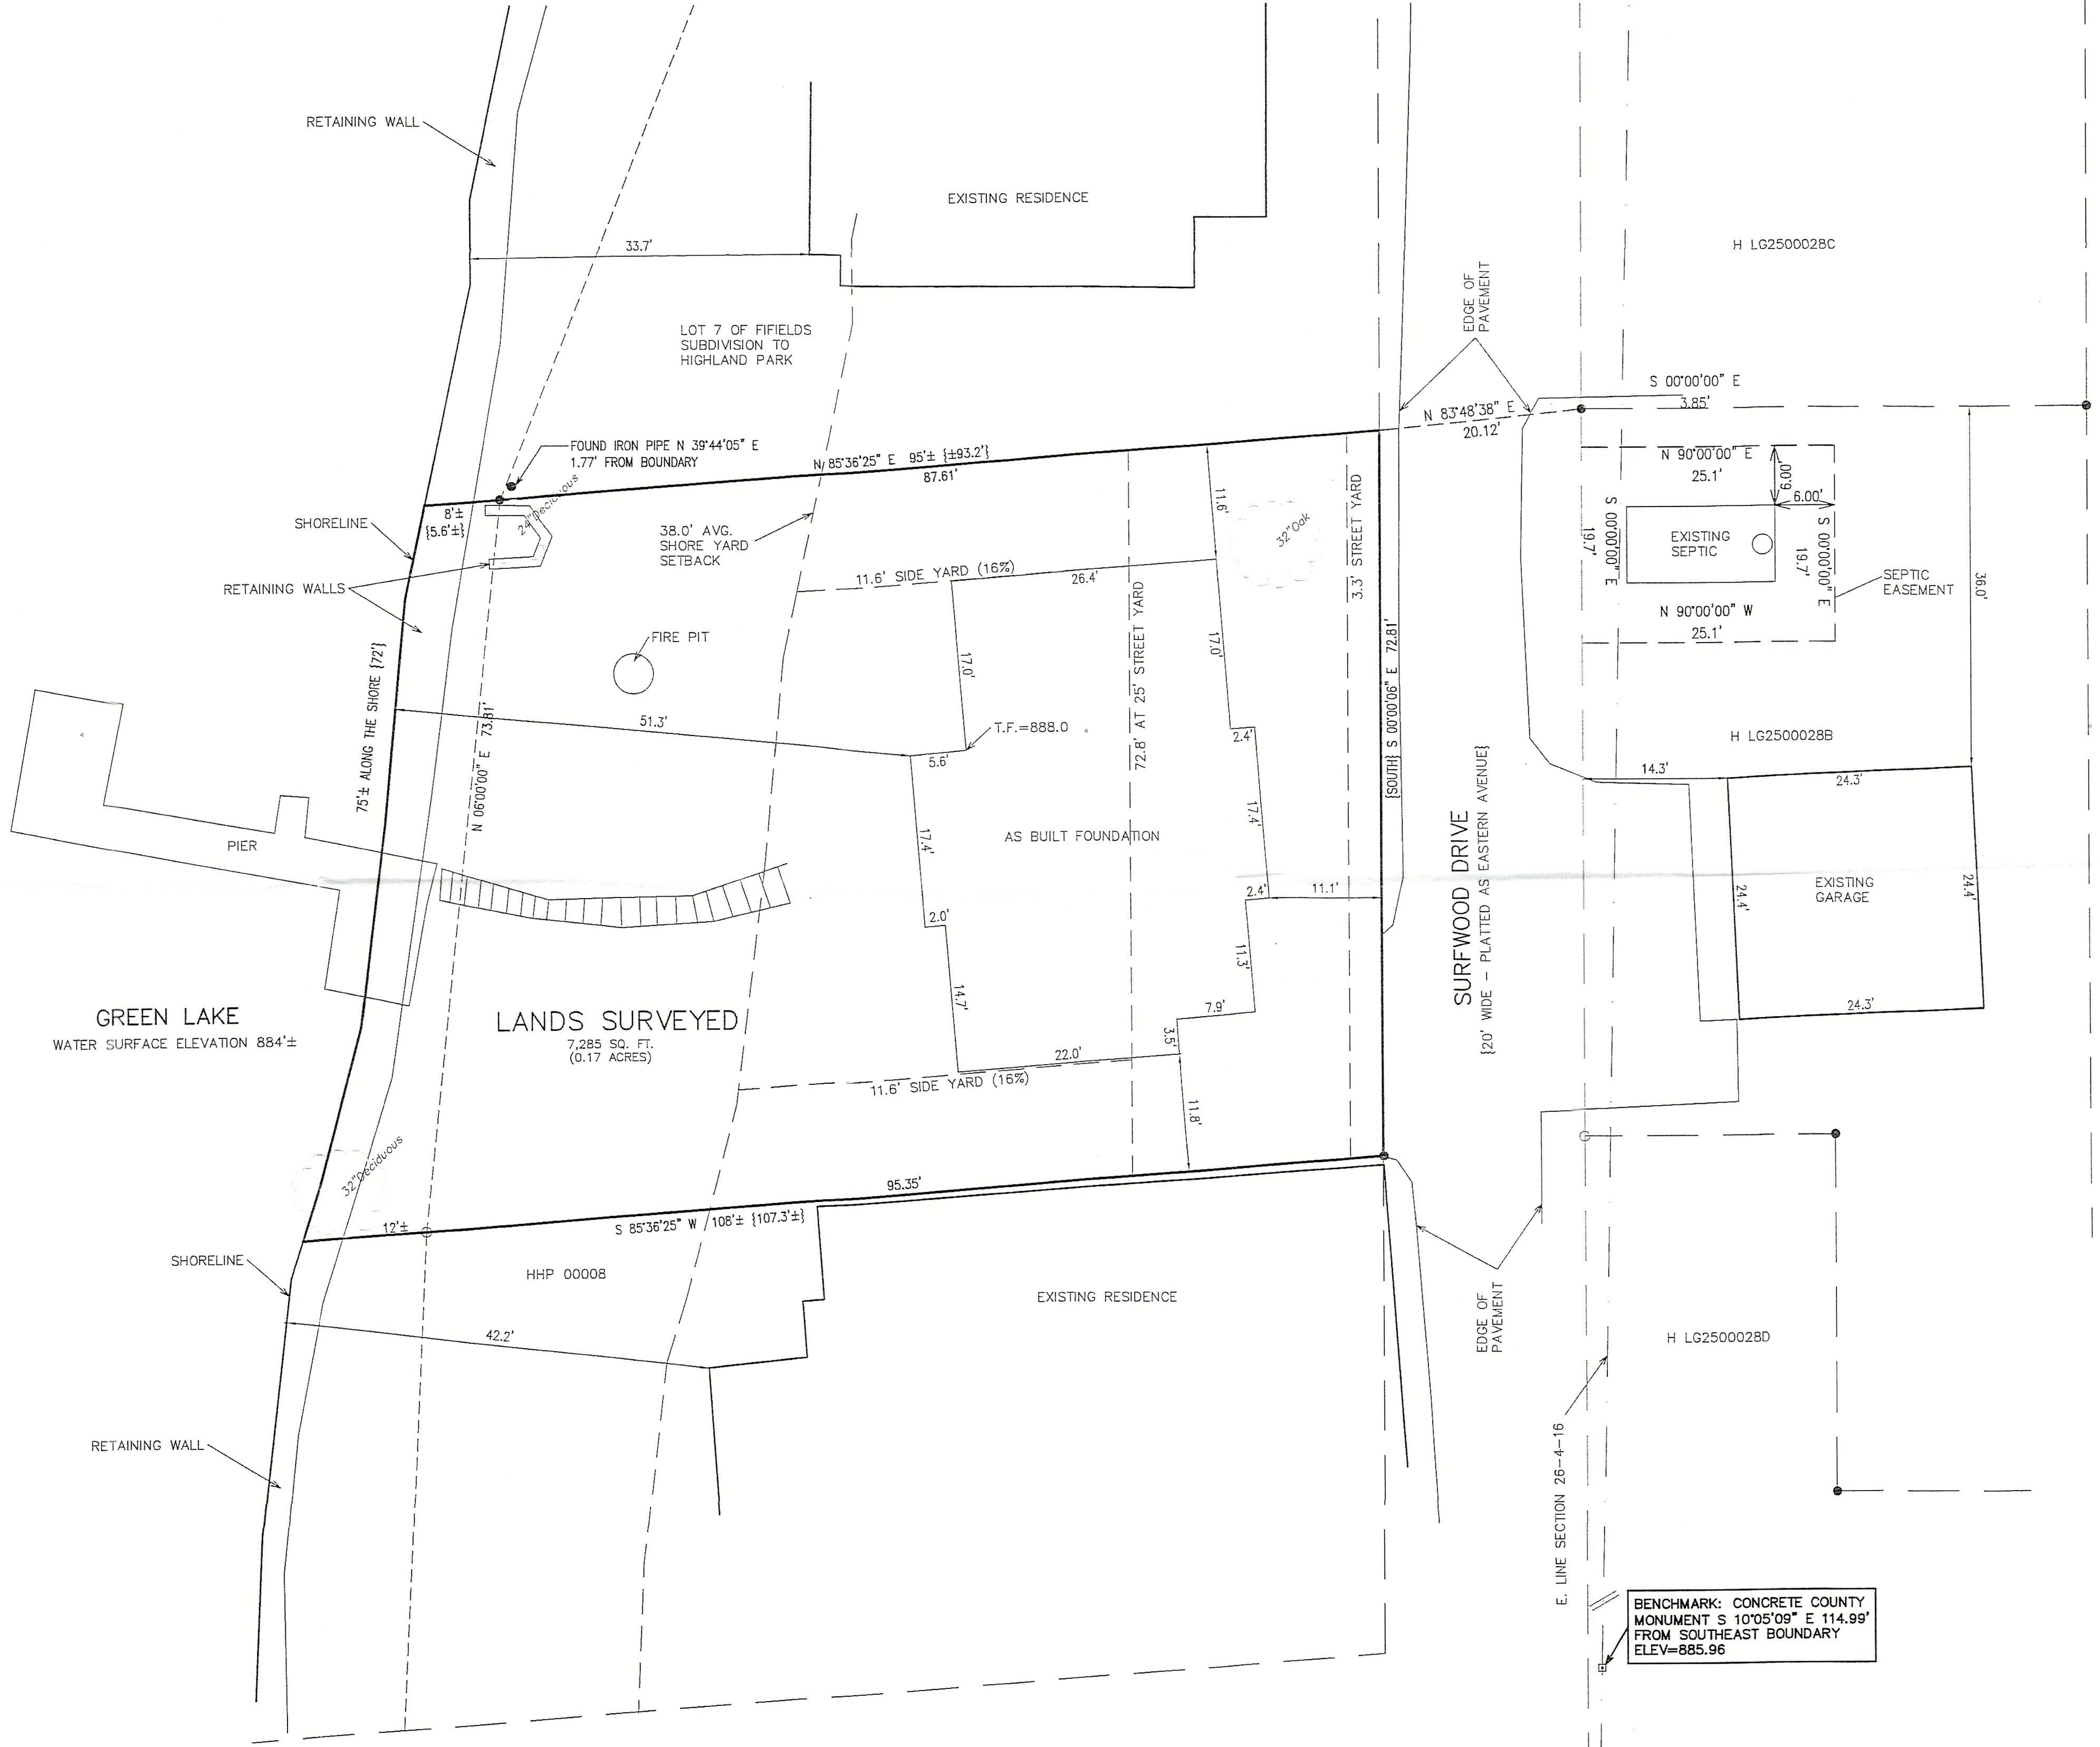 RETAINING WALL
EXISTING RESIDENCE
33.7'
H LG2500028C
EDGE OF
PAVEMENT
LOT 7 OF FIFIELDS
SUBDIVISION TO
HIGHLAND PARK
S 00°00'00" E
3.85'
N 83°48'38" E
20.12'
FOUND IRON PIPE N 39°44'05" E
1.77' FROM BOUNDARY
N 85°36'25" E 95'± {±93.2'}
87.61'
N 90°00'00" E
25.1'
6.00'
6.00'
24"Deciduous
8'±
{5.6'±}
SHORELINE
38.0' AVG.
SHORE YARD
SETBACK
11.6'
32"Oak
3.3' STREET YARD
S 00°00'00" E
19.7'
EXISTING
SEPTIC
S 00°00'00" E
19.7'
SEPTIC
EASEMENT
36.0'
RETAINING WALLS
11.6' SIDE YARD (16%)
26.4'
N 90°00'00" W
25.1'
FIRE PIT
17.0'
17.0'
72.8' AT 25' STREET YARD
{SOUTH} S 00°00'06" E 72.81'
75'± ALONG THE SHORE {72'}
N 06°00'00" E 73.81'
51.3'
T.F.=888.0
5.6'
2.4'
H LG2500028B
14.3'
24.3'
17.4'
17.4'
AS BUILT FOUNDATION
PIER
SURFWOOD DRIVE
{20' WIDE - PLATTED AS EASTERN AVENUE}
2.4'
11.1'
24.4'
EXISTING
GARAGE
24.4'
2.0'
11.3'
14.7'
7.9'
24.3'
GREEN LAKE
WATER SURFACE ELEVATION 884'±
LANDS SURVEYED
7,285 SQ. FT.
(0.17 ACRES)
3.5'
22.0'
11.6' SIDE YARD (16%)
11.8'
32"Deciduous
95.35'
12'±
S 85°36'25" W 108'± {107.3'±}
SHORELINE
HHP 00008
EXISTING RESIDENCE
EDGE OF
PAVEMENT
42.2'
H LG2500028D
RETAINING WALL
E. LINE SECTION 26-4-16
BENCHMARK: CONCRETE COUNTY
MONUMENT S 10°05'09" E 114.99'
FROM SOUTHEAST BOUNDARY
ELEV=885.96